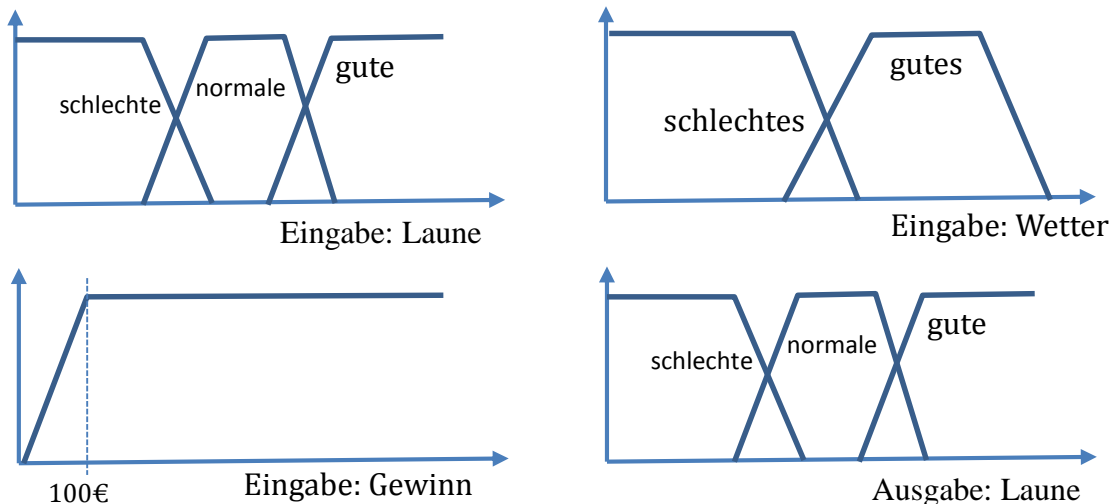 schlechte
normale
gute
Eingabe: Laune
schlechtes
gutes
Eingabe: Wetter
100€
Eingabe: Gewinn
schlechte
normale
gute
Ausgabe: Laune